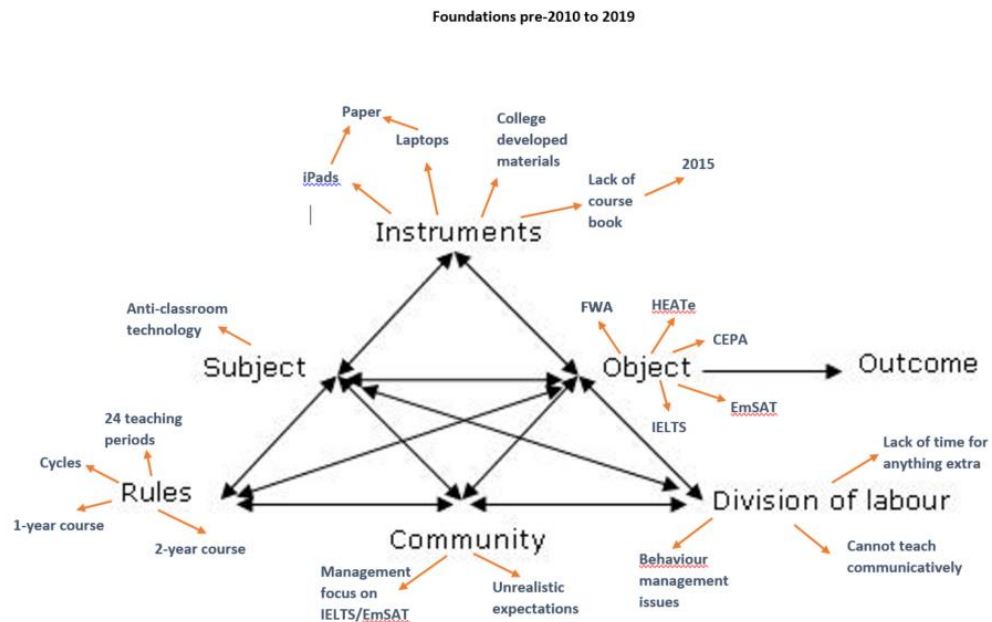 Foundations pre-2010 to 2019
Paper
Laptops
College
developed
materials
iPads
Lack of
course
book
2015
Instruments
Anti-classroom
technology
Subject
FWA
HEATe
CEPA
Object
Outcome
EmSAT
IELTS
24 teaching
periods
Cycles
Rules
1-year course
2-year course
Lack of time for
anything extra
Division of labour
Community
Management
focus on
IELTS/EmSAT
Unrealistic
expectations
Behaviour
management
issues
Cannot teach
communicatively